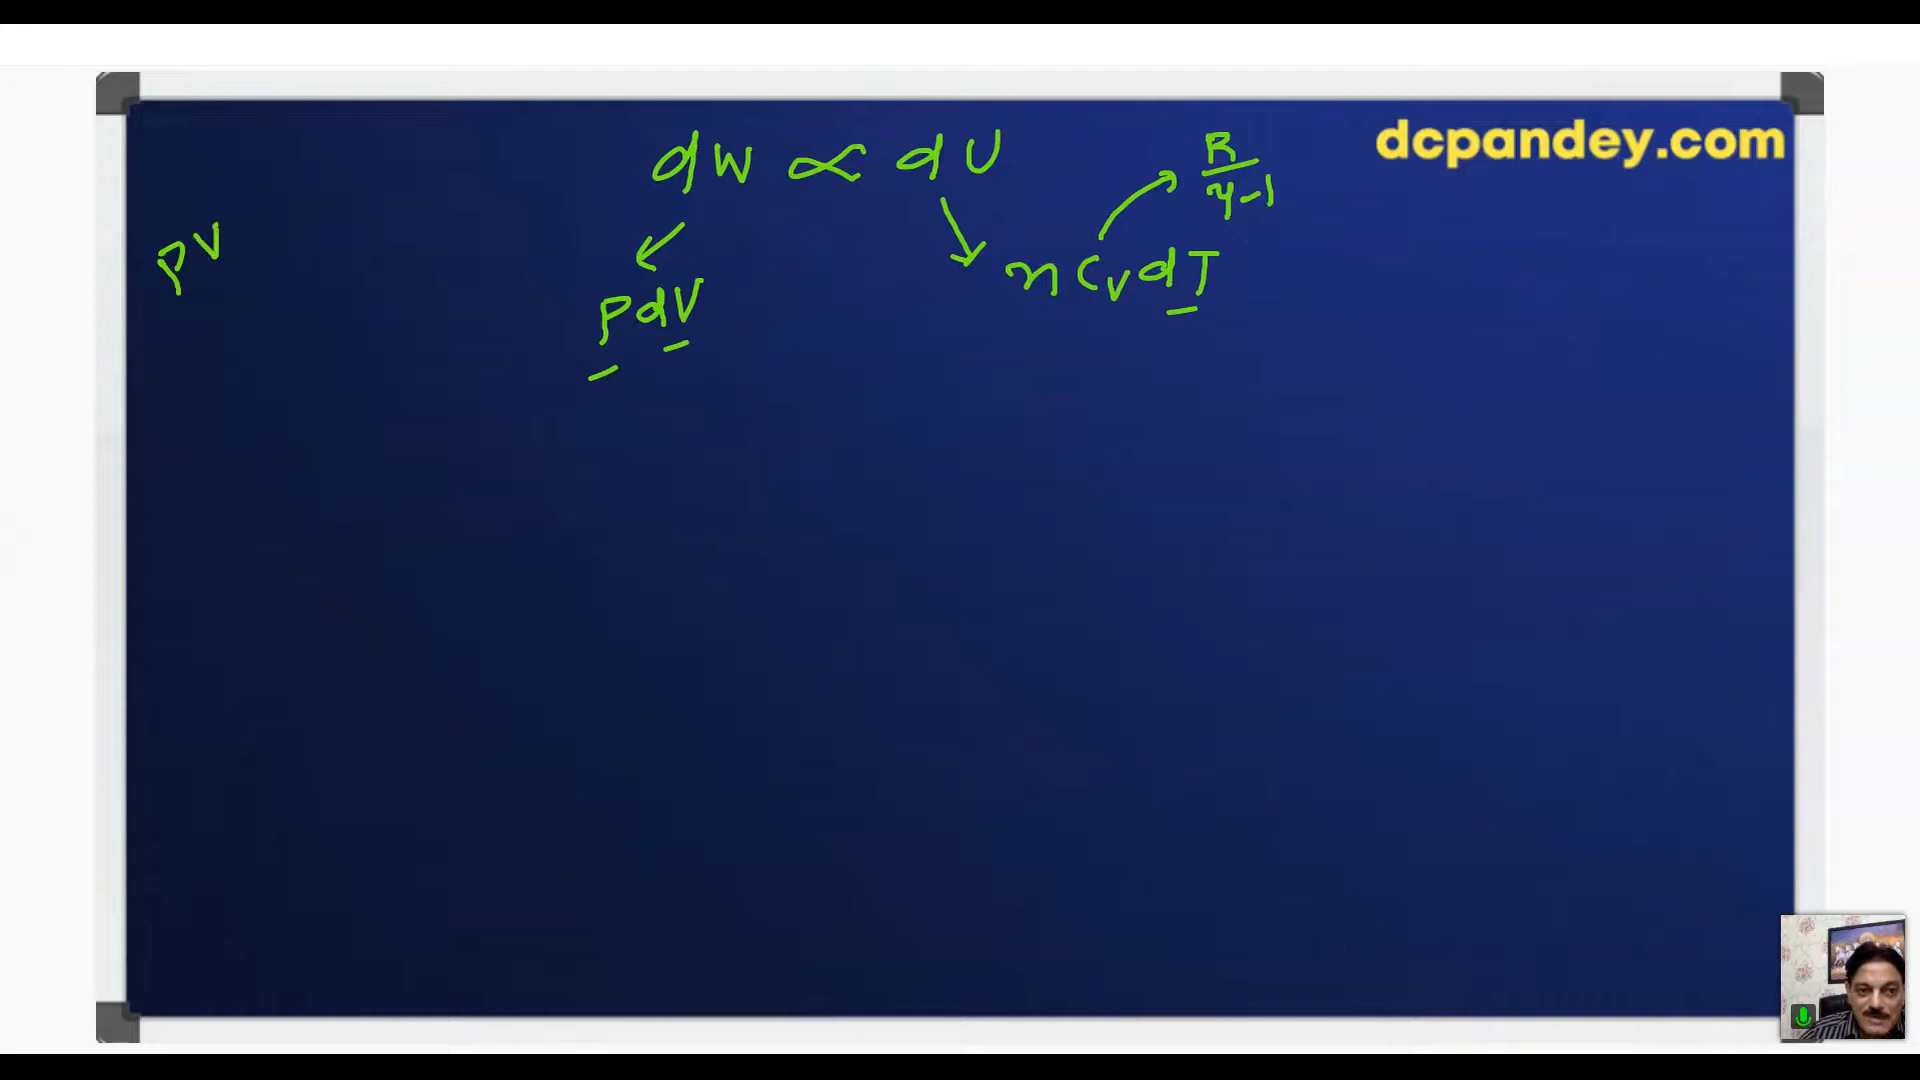 dcpandey.com
dW ∝ dU
R/γ-1
PV
PdV
nCvdT